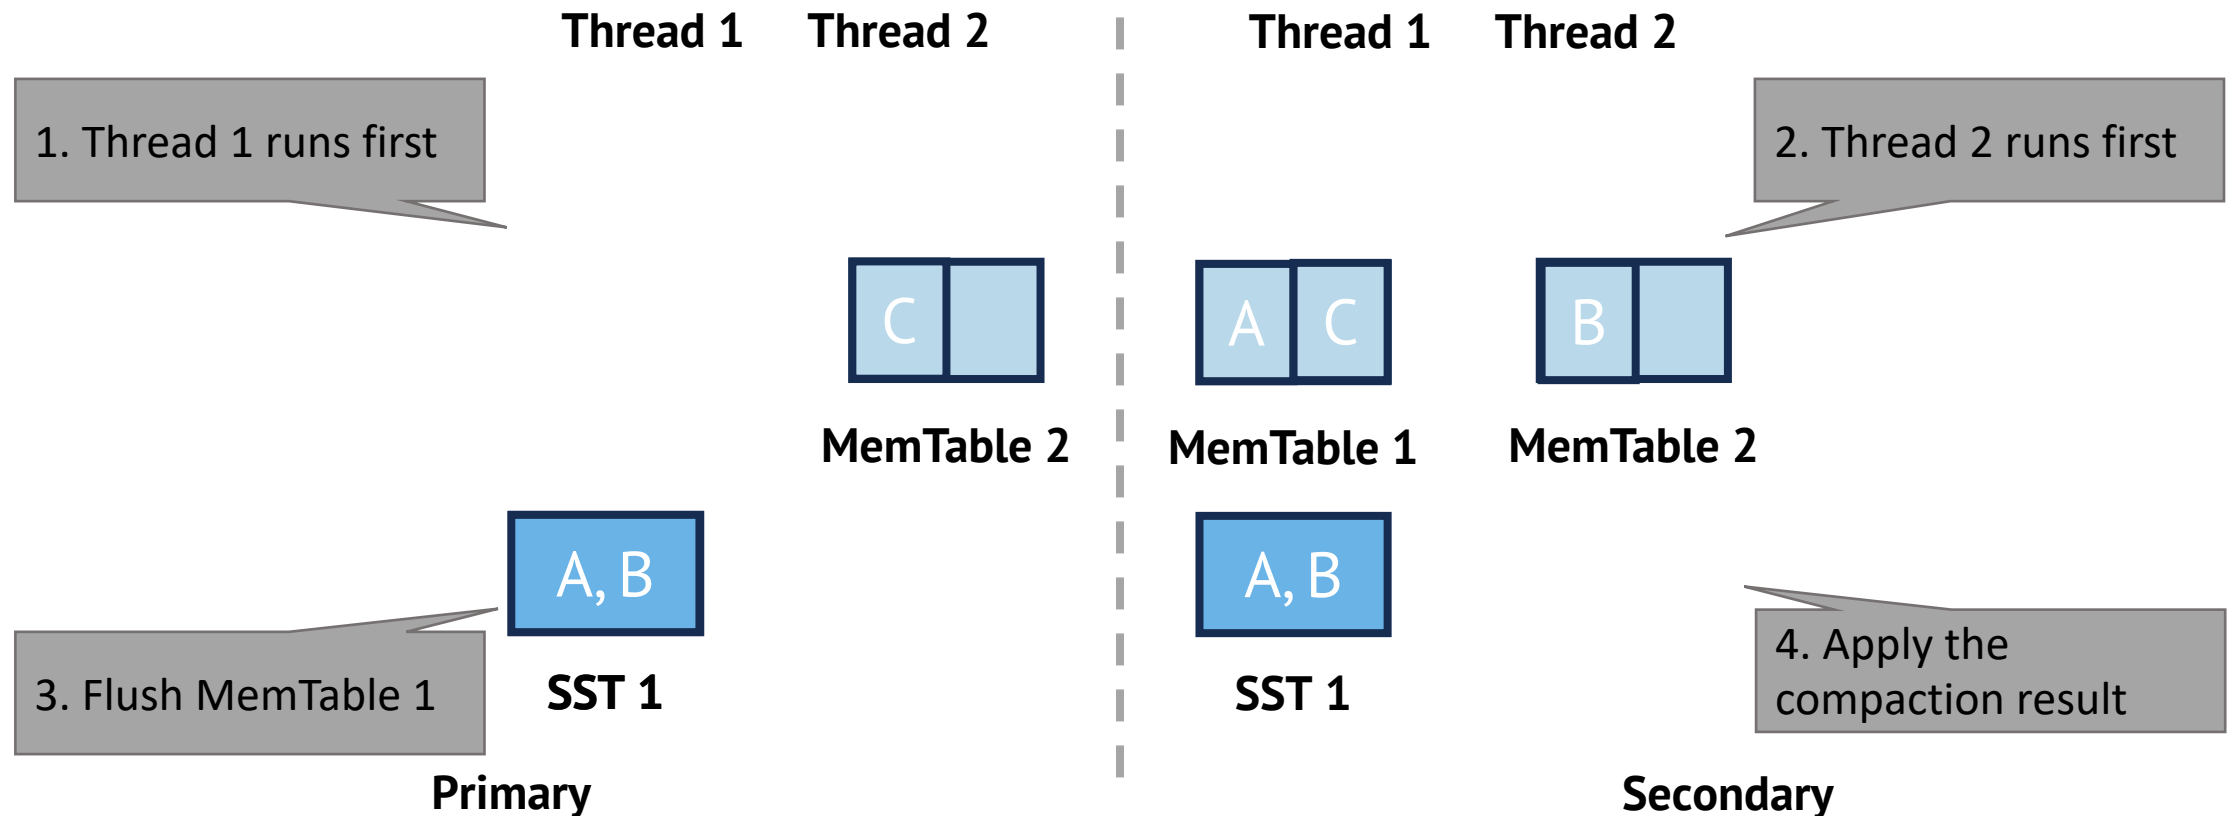 Thread 1 Thread 2
Thread 1 Thread 2
1. Thread 1 runs first
2. Thread 2 runs first
C
A C
B
MemTable 2
MemTable 1
MemTable 2
A, B
A, B
3. Flush MemTable 1
SST 1
SST 1
4. Apply the
compaction result
Primary
Secondary